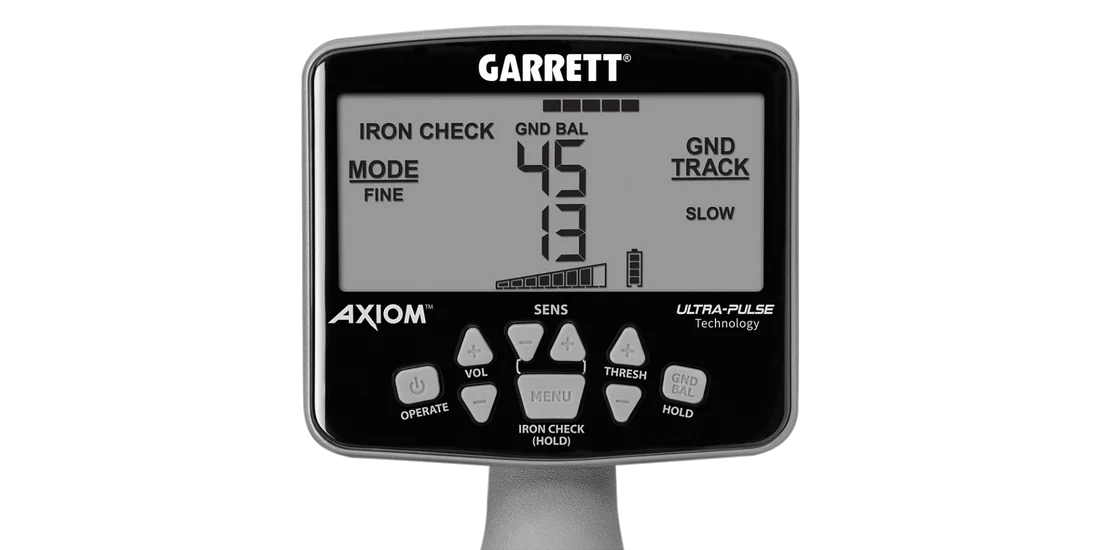 GARRETT®
IRON CHECK
GND BAL
45
13
MODE
FINE
GND
TRACK
SLOW
AXIOM™
SENS
ULTRA-PULSE
Technology
VOL
THRESH
MENU
GND
BAL
OPERATE
HOLD
IRON CHECK
(HOLD)